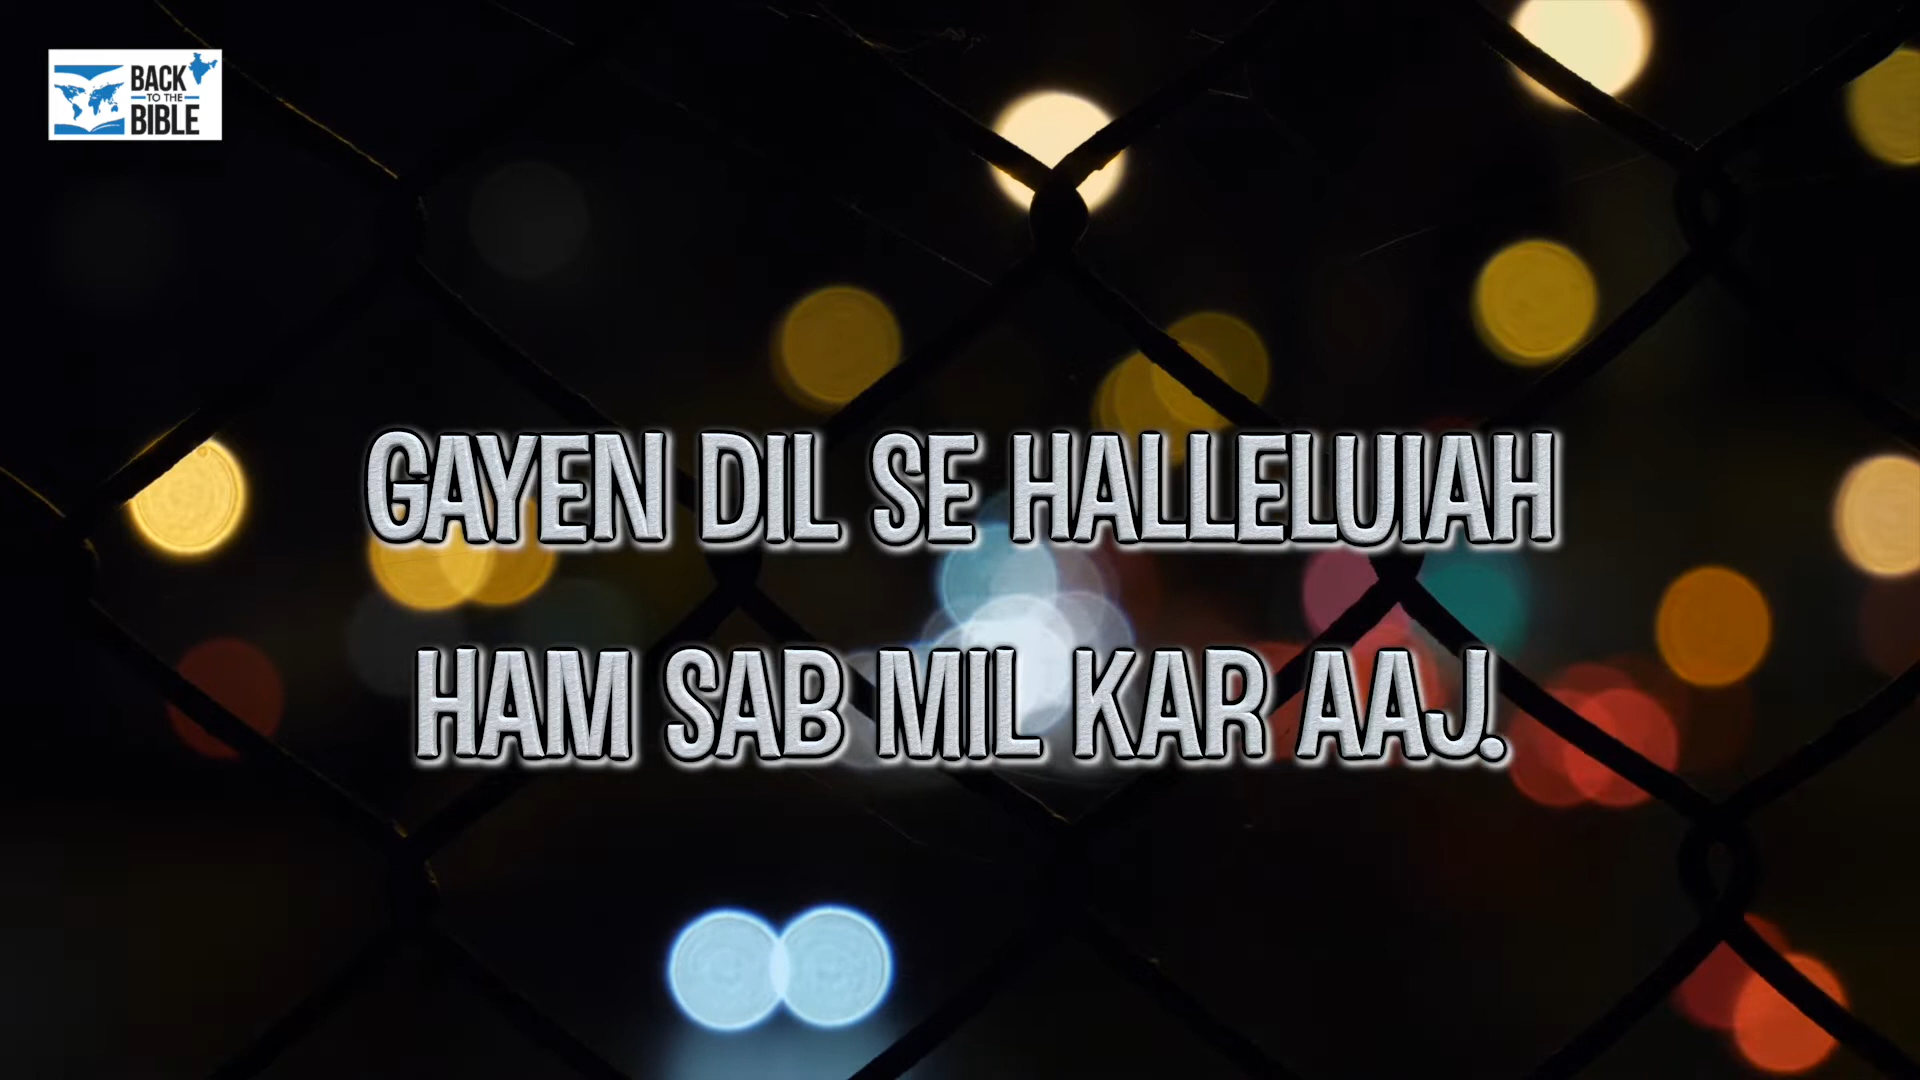 BACK
TO THE
BIBLE
GAYEN DIL SE HALLELUIAH
HAM SAB MIL KAR AAJ.